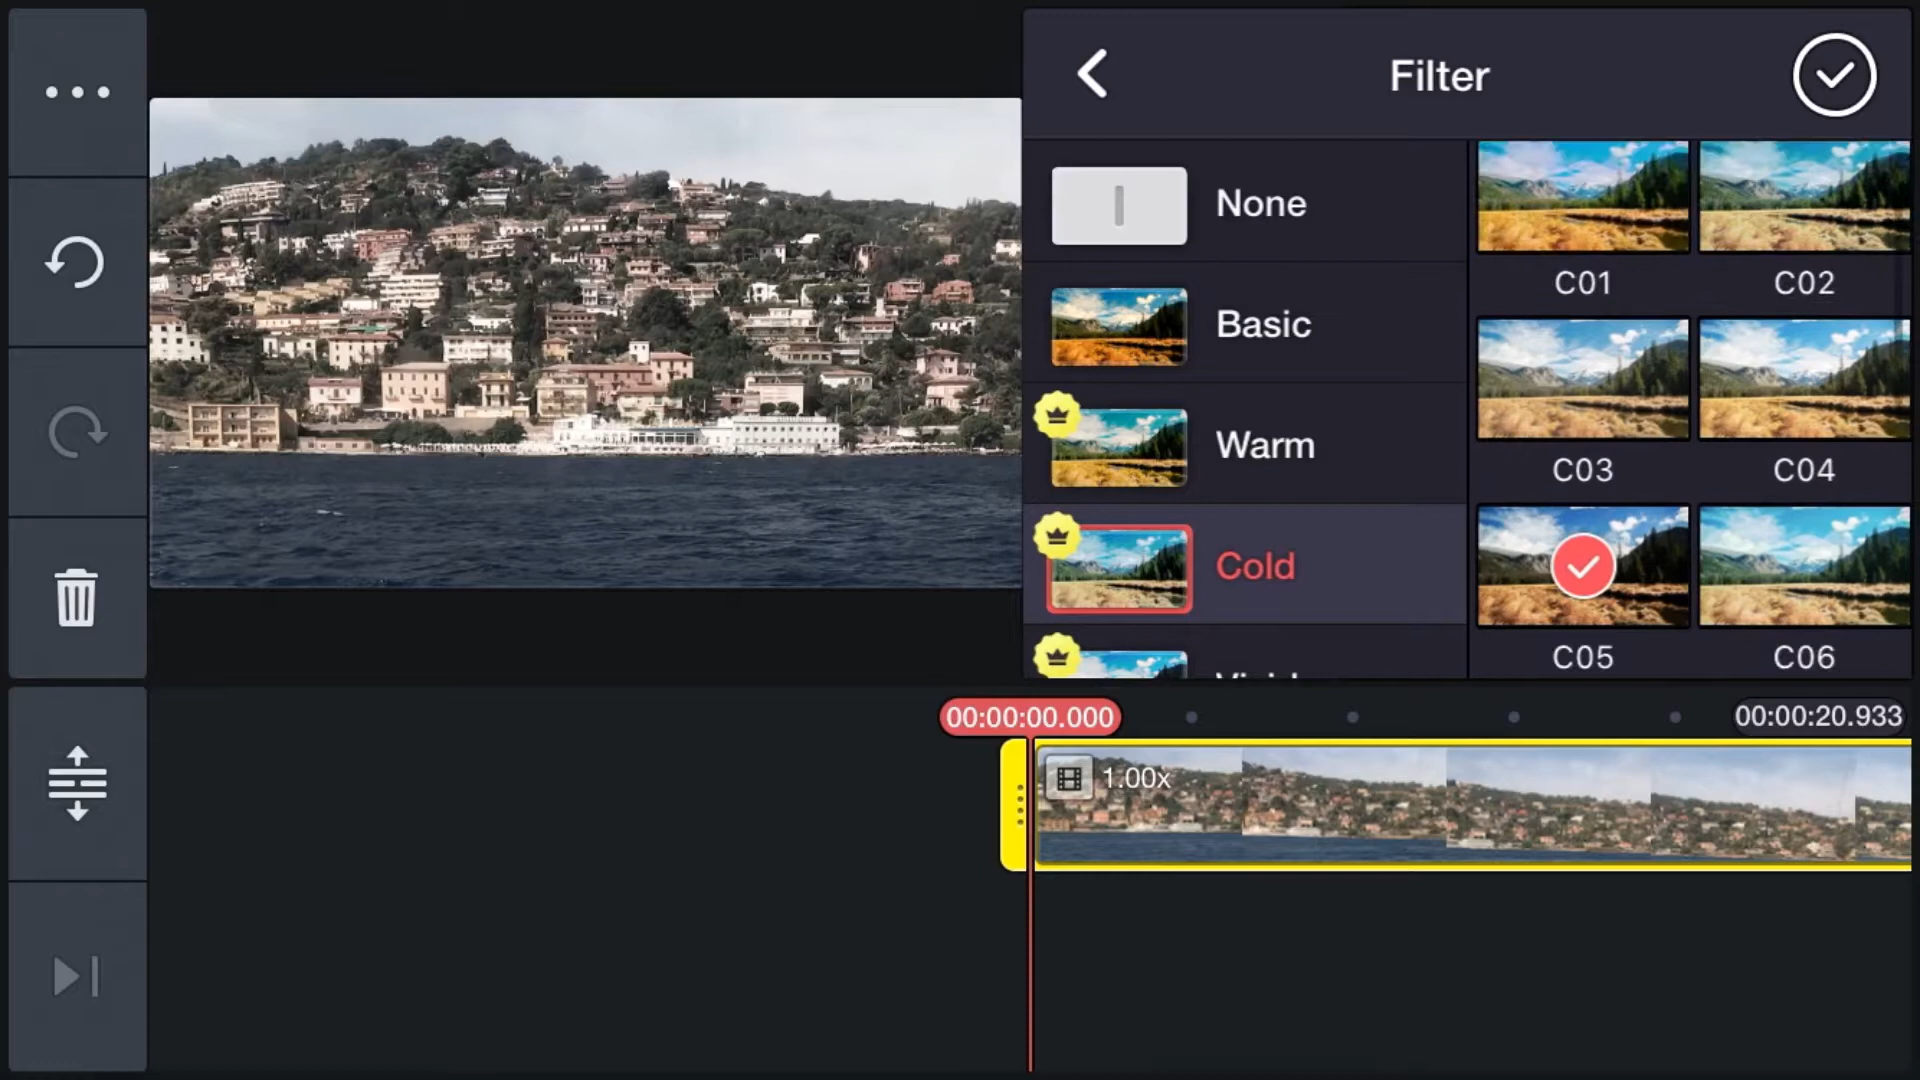 Filter
None
Basic
Warm
Cold
C01
C02
C03
C04
C05
C06
00:00:00.000
00:00:20.933
1.00x